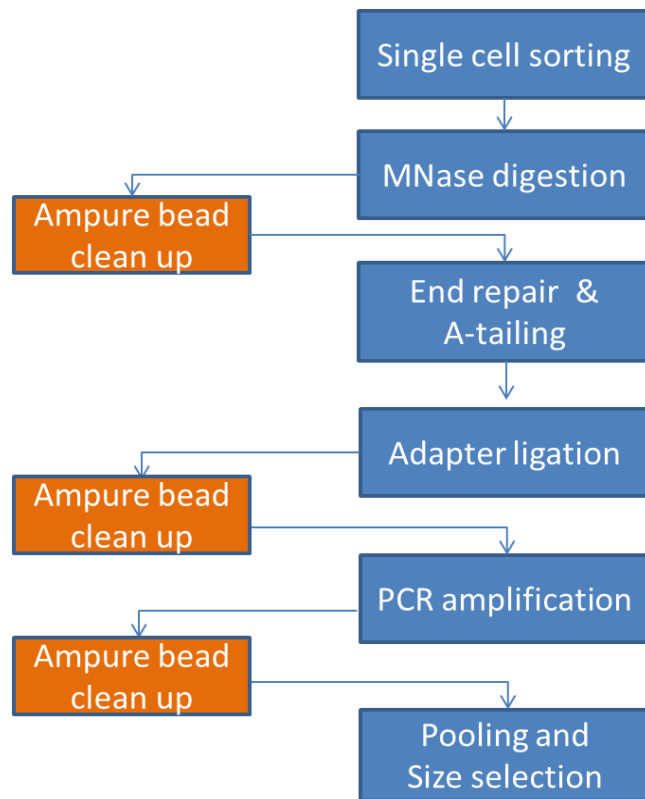 Single cell sorting
MNase digestion
Ampure bead
clean up
End repair &
A-tailing
Adapter ligation
Ampure bead
clean up
PCR amplification
Ampure bead
clean up
Pooling and
Size selection